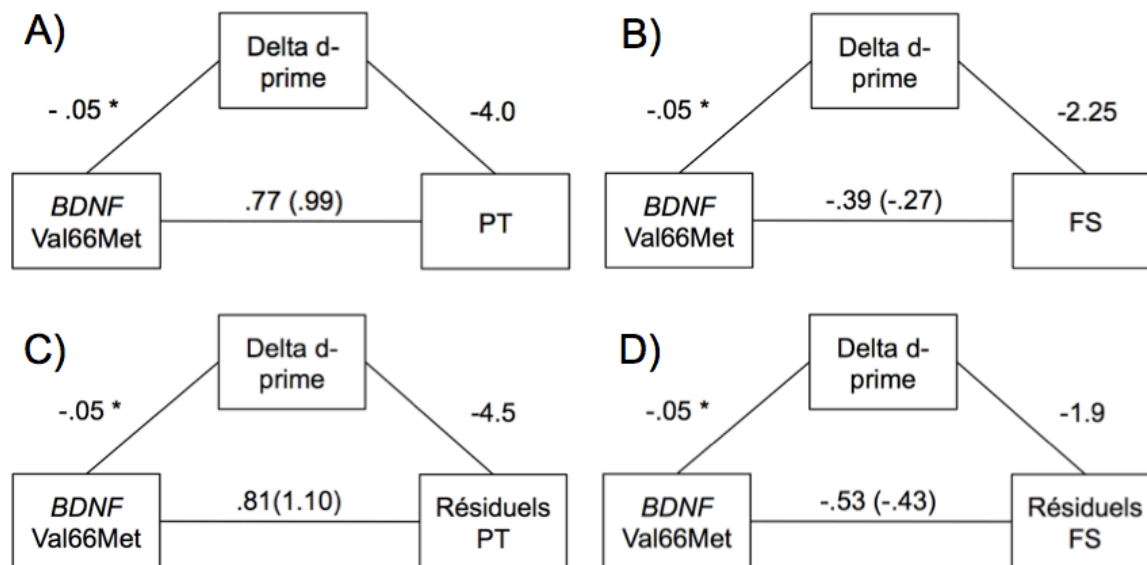 A)
Delta d-
prime
- .05 *
-4.0
BDNF
Val66Met
.77 (.99)
PT
B)
Delta d-
prime
-.05 *
-2.25
BDNF
Val66Met
-.39 (-.27)
FS
C)
Delta d-
prime
-.05 *
-4.5
BDNF
Val66Met
.81(1.10)
Résiduels
PT
D)
Delta d-
prime
-.05 *
-1.9
BDNF
Val66Met
-.53 (-.43)
Résiduels
FS